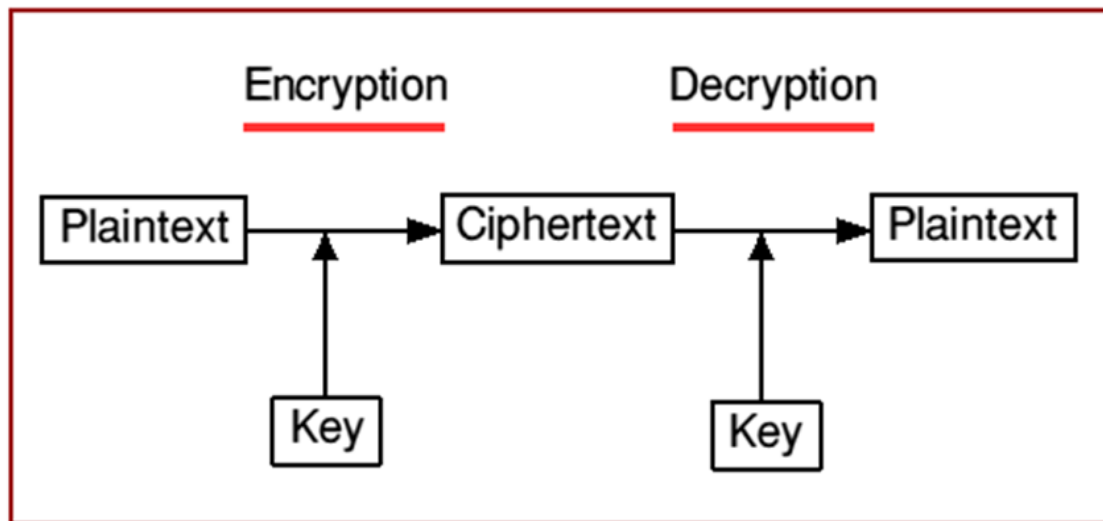 Encryption
Decryption
Plaintext
Ciphertext
Plaintext
Key
Key